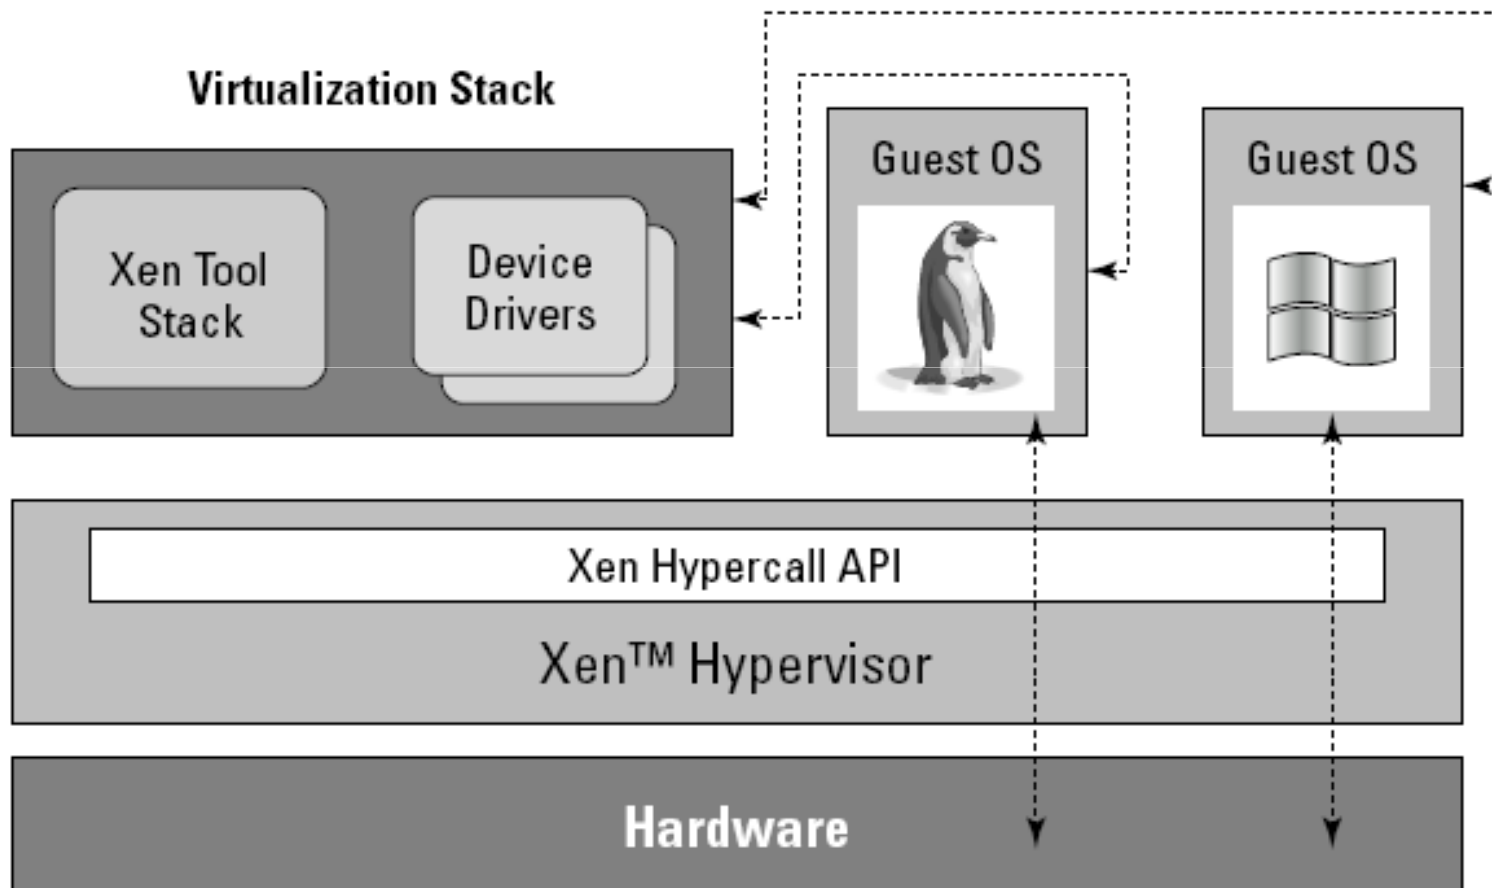 Virtualization Stack
Guest OS
Guest OS
Xen Tool
Stack
Device
Drivers
Xen Hypercall API
Xen™ Hypervisor
Hardware